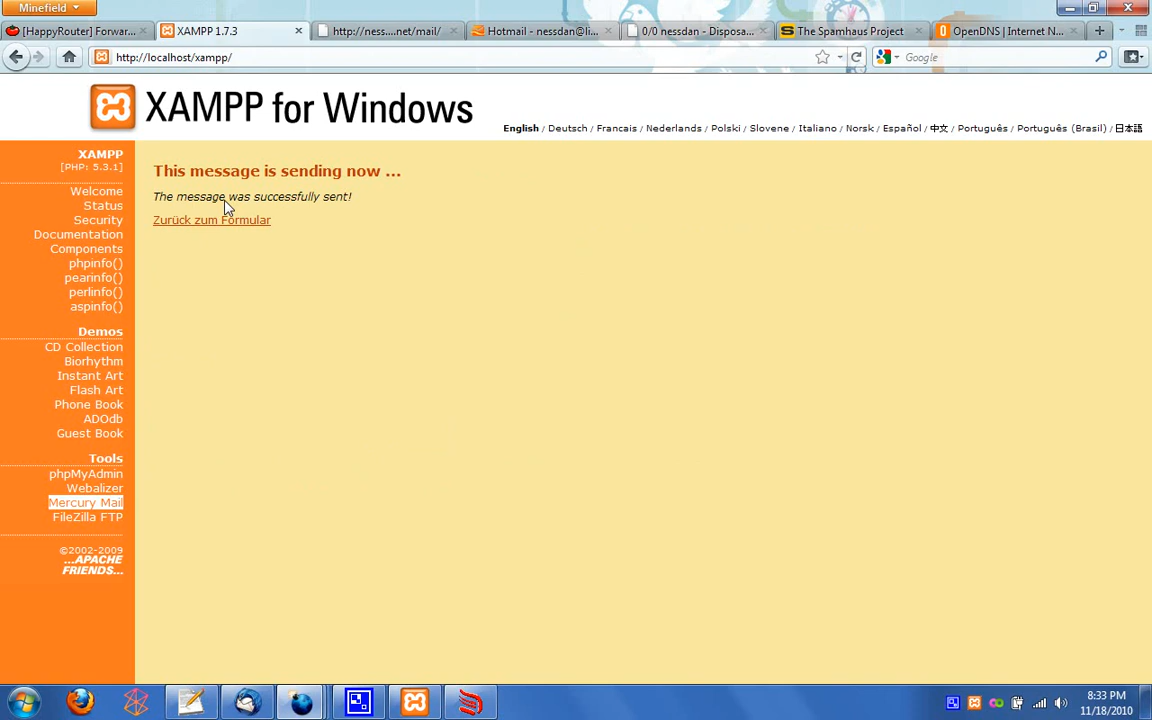 Minefield
[HappyRouter] Forwar...
XAMPP 1.7.3
http://ness....net/mail/
Hotmail - nessdan@li...
0/0 nessdan - Disposa...
The Spamhaus Project
OpenDNS | Internet N...
http://localhost/xampp/
Google
XAMPP for Windows
English / Deutsch / Francais / Nederlands / Polski / Slovene / Italiano / Norsk / Español / 中文 / Português / Português (Brasil) / 日本語
XAMPP
[PHP: 5.3.1]
Welcome
Status
Security
Documentation
Components
phpinfo()
pearinfo()
perlinfo()
aspinfo()
Demos
CD Collection
Biorhythm
Instant Art
Flash Art
Phone Book
ADOdb
Guest Book
Tools
phpMyAdmin
Webalizer
Mercury Mail
FileZilla FTP
©2002-2009
...APACHE
FRIENDS...
This message is sending now ...
The message was successfully sent!
Zurück zum Formular
8:33 PM
11/18/2010